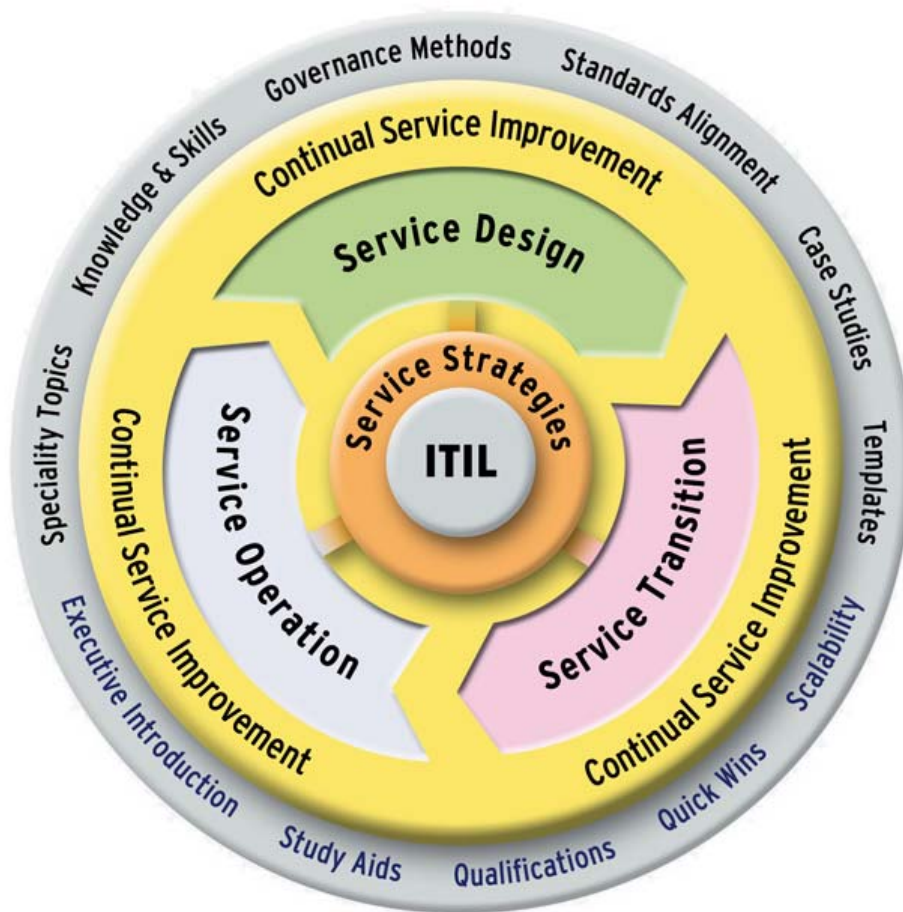 Governance Methods
Standards Alignment
Case Studies
Templates
Scalability
Quick Wins
Qualifications
Study Aids
Executive Introduction
Speciality Topics
Knowledge & Skills
Continual Service Improvement
Continual Service Improvement
Continual Service Improvement
Service Design
Service Transition
Service Operation
Service Strategies
ITIL